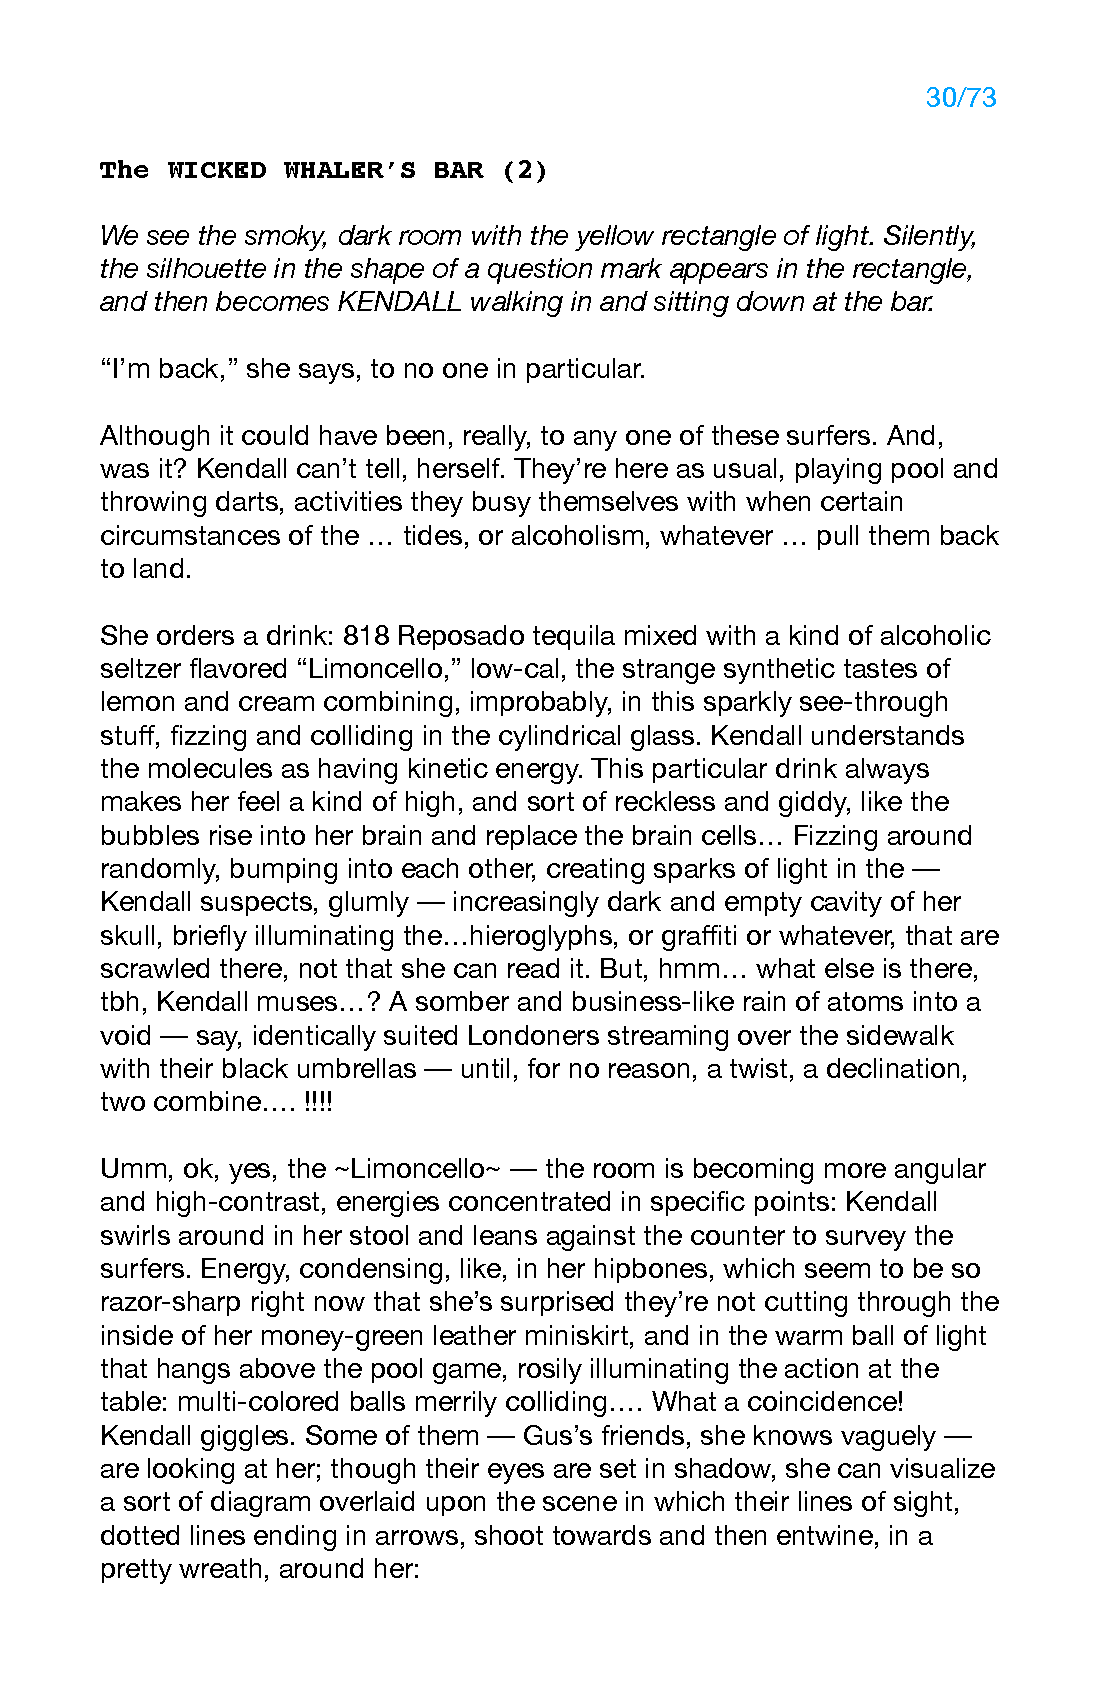 30/73
The WICKED WHALER’S BAR (2)
We see the smoky, dark room with the yellow rectangle of light. Silently,
the silhouette in the shape of a question mark appears in the rectangle,
and then becomes KENDALL walking in and sitting down at the bar.
“I’m back,” she says, to no one in particular.
Although it could have been, really, to any one of these surfers. And,
was it? Kendall can’t tell, herself. They’re here as usual, playing pool and
throwing darts, activities they busy themselves with when certain
circumstances of the … tides, or alcoholism, whatever … pull them back
to land.
She orders a drink: 818 Reposado tequila mixed with a kind of alcoholic
seltzer flavored “Limoncello,” low-cal, the strange synthetic tastes of
lemon and cream combining, improbably, in this sparkly see-through
stuff, fizzing and colliding in the cylindrical glass. Kendall understands
the molecules as having kinetic energy. This particular drink always
makes her feel a kind of high, and sort of reckless and giddy, like the
bubbles rise into her brain and replace the brain cells… Fizzing around
randomly, bumping into each other, creating sparks of light in the —
Kendall suspects, glumly — increasingly dark and empty cavity of her
skull, briefly illuminating the…hieroglyphs, or graffiti or whatever, that are
scrawled there, not that she can read it. But, hmm… what else is there,
tbh, Kendall muses…? A somber and business-like rain of atoms into a
void — say, identically suited Londoners streaming over the sidewalk
with their black umbrellas — until, for no reason, a twist, a declination,
two combine…. !!!!
Umm, ok, yes, the ~Limoncello~ — the room is becoming more angular
and high-contrast, energies concentrated in specific points: Kendall
swirls around in her stool and leans against the counter to survey the
surfers. Energy, condensing, like, in her hipbones, which seem to be so
razor-sharp right now that she’s surprised they’re not cutting through the
inside of her money-green leather miniskirt, and in the warm ball of light
that hangs above the pool game, rosily illuminating the action at the
table: multi-colored balls merrily colliding…. What a coincidence!
Kendall giggles. Some of them — Gus’s friends, she knows vaguely —
are looking at her; though their eyes are set in shadow, she can visualize
a sort of diagram overlaid upon the scene in which their lines of sight,
dotted lines ending in arrows, shoot towards and then entwine, in a
pretty wreath, around her: